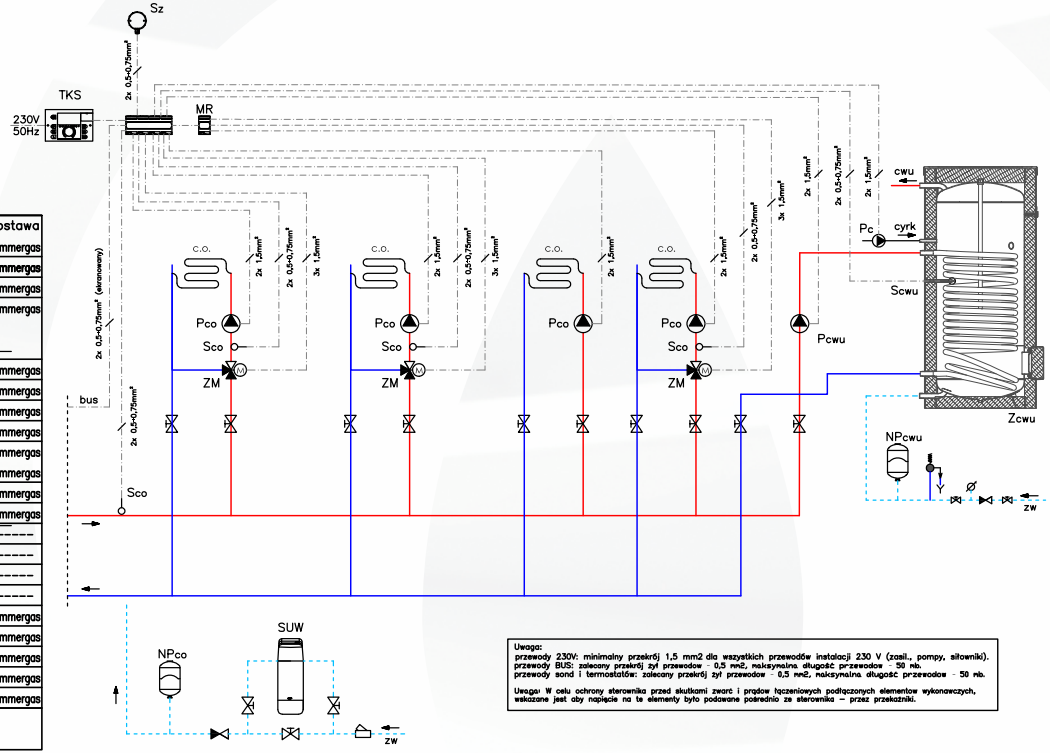 Sz
2x 0,5÷0,75mm²
TKS
230V
50Hz
MR
2x 0,5÷0,75mm² (ekranowany)
bus
2x 0,5÷0,75mm²
Sco
c.o.
2x 1,5mm²
2x 0,5÷0,75mm²
3x 1,5mm²
Pco
Sco
M
ZM
c.o.
2x 1,5mm²
2x 0,5÷0,75mm²
3x 1,5mm²
Pco
Sco
M
ZM
c.o.
2x 1,5mm²
Pco
c.o.
2x 1,5mm²
2x 0,5÷0,75mm²
3x 1,5mm²
Pco
Sco
M
ZM
2x 1,5mm²
2x 0,5÷0,75mm²
2x 1,5mm²
Pcwu
cwu
Pc
cyrk
Scwu
Zcwu
NPcwu
zw
ostawa
mmergas
mmergas
mmergas
mmergas
mmergas
mmergas
mmergas
mmergas
mmergas
mmergas
mmergas
mmergas
-----
-----
-----
-----
mmergas
mmergas
mmergas
mmergas
mmergas
NPco
SUW
zw
Uwaga:
przewody 230V: minimalny przekrój 1,5 mm2 dla wszystkich przewodów instalacji 230 V (zasil., pompy, siłowniki).
przewody BUS: zalecany przekrój żył przewodow - 0,5 mm2, maksymalna długość przewodow - 50 mb.
przewody sond i termostatów: zalecany przekrój żył przewodow - 0,5 mm2, maksymalna długość przewodow - 50 mb.
Uwaga: W celu ochrony sterownika przed skutkami zwarć i prądow łączeniowych podłączonych elementow wykonawczych,
wskazane jest aby napięcie na te elementy było podawane pośrednio ze sterownika – przez przekaźniki.